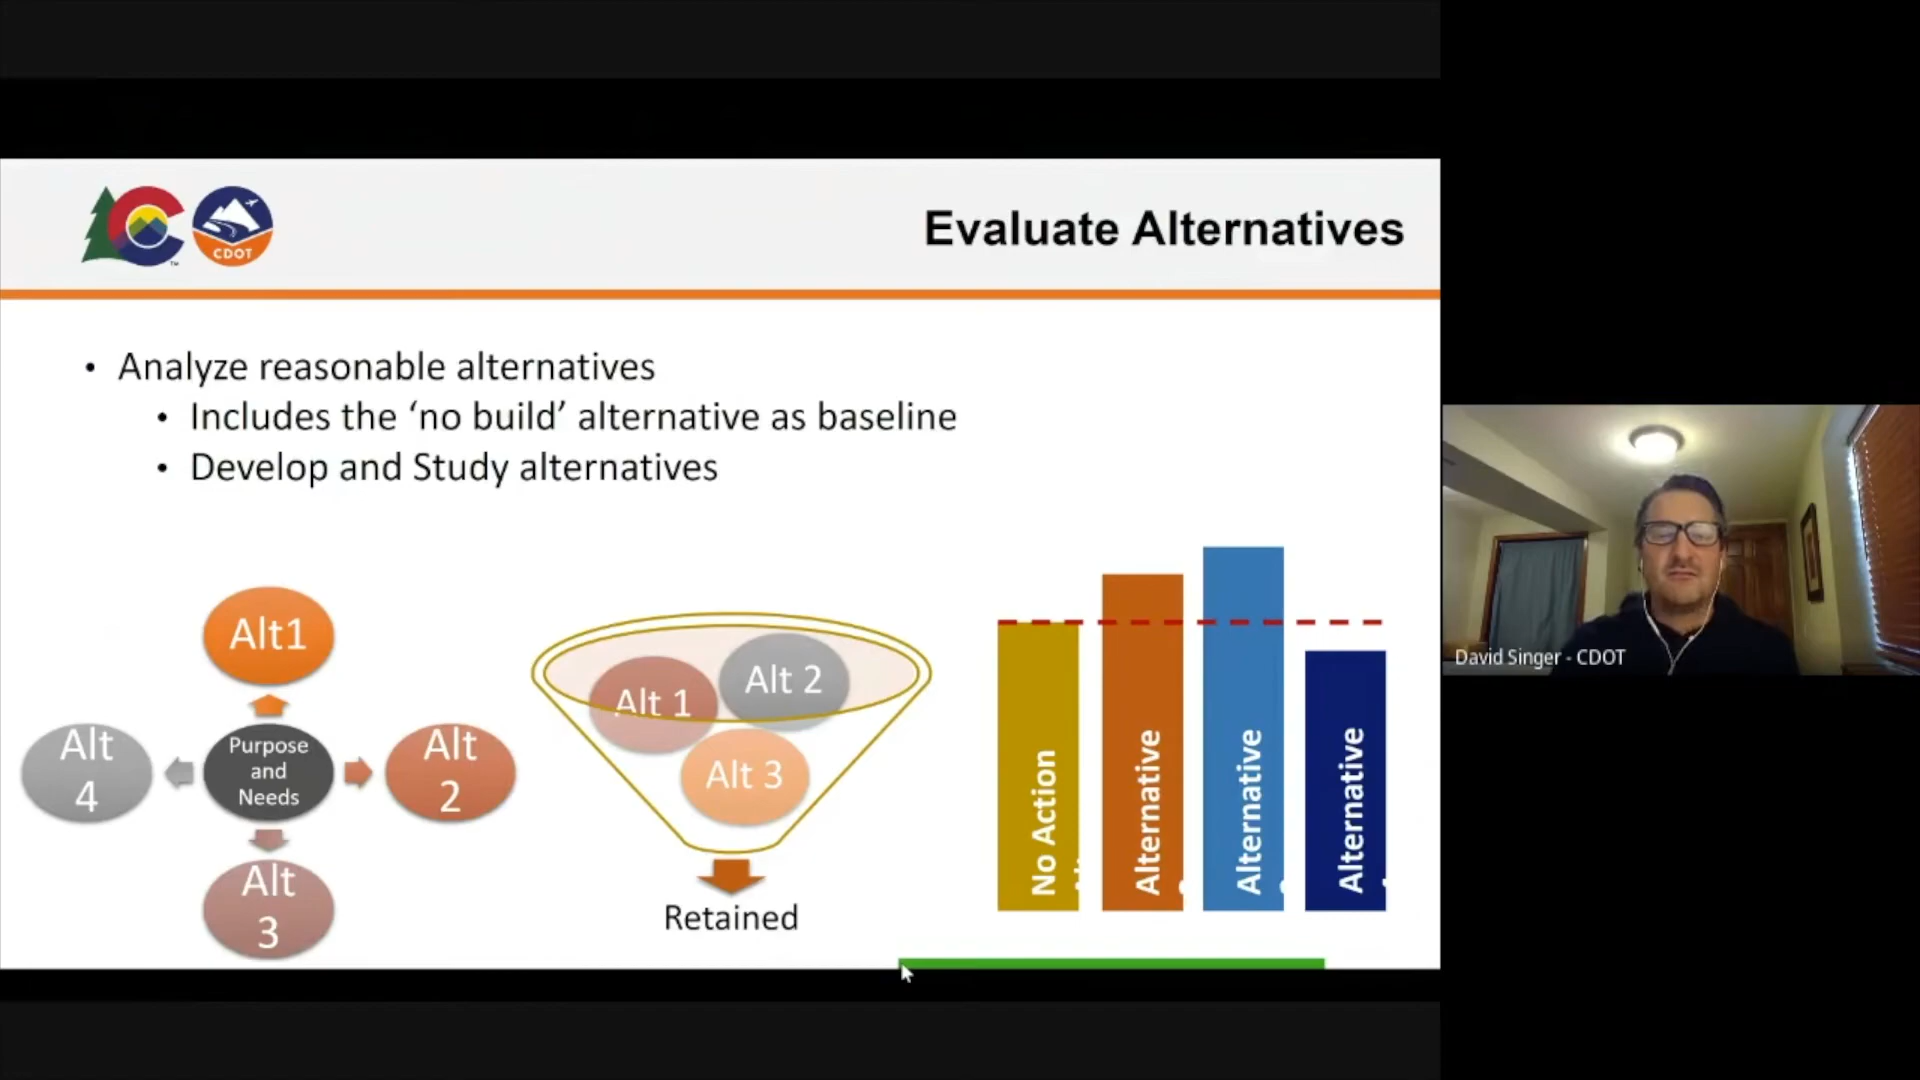 CDOT
Evaluate Alternatives
• Analyze reasonable alternatives
• Includes the ‘no build’ alternative as baseline
• Develop and Study alternatives
Alt1
Alt
4
Purpose
and
Needs
Alt
2
Alt
3
Alt 1
Alt 2
Alt 3
Retained
No Action
Alternative
Alternative
Alternative
David Singer - CDOT